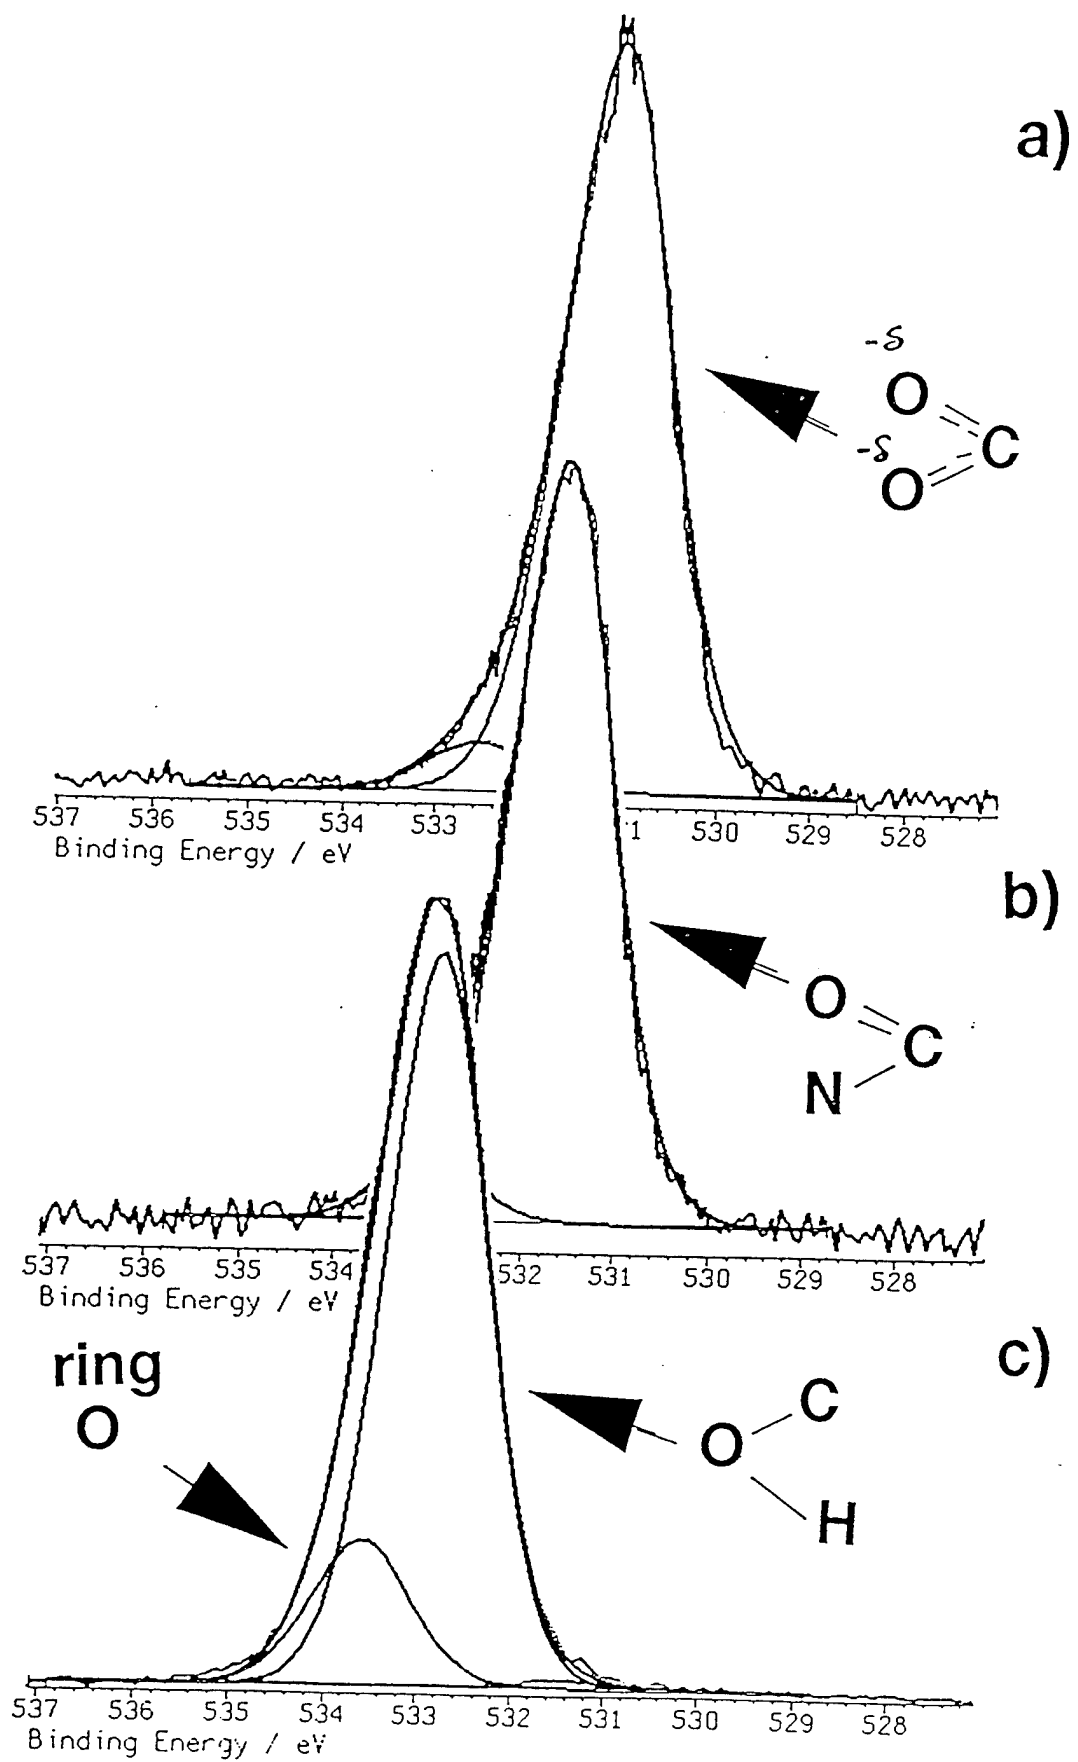 a)
-δ
O
C
-δ
O
537 536 535 534 533 1 530 529 528
Binding Energy / eV
b)
O
C
N
537 536 535 534 532 531 530 529 528
Binding Energy / eV
c)
ring
O
C
O
H
537 536 535 534 533 532 531 530 529 528
Binding Energy / eV